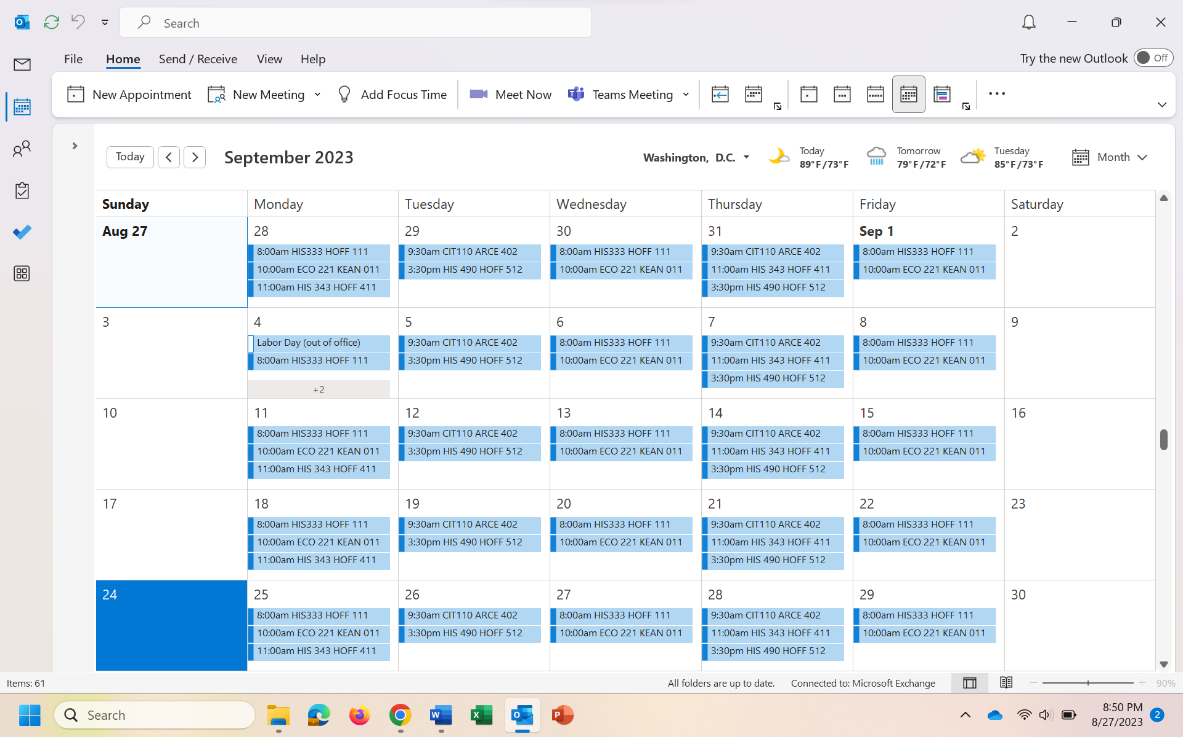 Search
File Home Send / Receive View Help
Try the new Outlook Off
New Appointment New Meeting Add Focus Time Meet Now Teams Meeting
Today September 2023
Washington, D.C.
Today
89°F/73°F
Tomorrow
79°F/72°F
Tuesday
85°F/73°F
Month
Sunday Monday Tuesday Wednesday Thursday Friday Saturday
Aug 27 28 29 30 31 Sep 1 2
8:00am HIS333 HOFF 111 9:30am CIT110 ARCE 402 8:00am HIS333 HOFF 111 9:30am CIT110 ARCE 402 8:00am HIS333 HOFF 111
10:00am ECO 221 KEAN 011 3:30pm HIS 490 HOFF 512 10:00am ECO 221 KEAN 011 11:00am HIS 343 HOFF 411 10:00am ECO 221 KEAN 011
11:00am HIS 343 HOFF 411 3:30pm HIS 490 HOFF 512
3 4 5 6 7 8 9
Labor Day (out of office) 9:30am CIT110 ARCE 402 8:00am HIS333 HOFF 111 9:30am CIT110 ARCE 402 8:00am HIS333 HOFF 111
8:00am HIS333 HOFF 111 3:30pm HIS 490 HOFF 512 10:00am ECO 221 KEAN 011 11:00am HIS 343 HOFF 411 10:00am ECO 221 KEAN 011
3:30pm HIS 490 HOFF 512
+2
10 11 12 13 14 15 16
8:00am HIS333 HOFF 111 9:30am CIT110 ARCE 402 8:00am HIS333 HOFF 111 9:30am CIT110 ARCE 402 8:00am HIS333 HOFF 111
10:00am ECO 221 KEAN 011 3:30pm HIS 490 HOFF 512 10:00am ECO 221 KEAN 011 11:00am HIS 343 HOFF 411 10:00am ECO 221 KEAN 011
11:00am HIS 343 HOFF 411 3:30pm HIS 490 HOFF 512
17 18 19 20 21 22 23
8:00am HIS333 HOFF 111 9:30am CIT110 ARCE 402 8:00am HIS333 HOFF 111 9:30am CIT110 ARCE 402 8:00am HIS333 HOFF 111
10:00am ECO 221 KEAN 011 3:30pm HIS 490 HOFF 512 10:00am ECO 221 KEAN 011 11:00am HIS 343 HOFF 411 10:00am ECO 221 KEAN 011
11:00am HIS 343 HOFF 411 3:30pm HIS 490 HOFF 512
24 25 26 27 28 29 30
8:00am HIS333 HOFF 111 9:30am CIT110 ARCE 402 8:00am HIS333 HOFF 111 9:30am CIT110 ARCE 402 8:00am HIS333 HOFF 111
10:00am ECO 221 KEAN 011 3:30pm HIS 490 HOFF 512 10:00am ECO 221 KEAN 011 11:00am HIS 343 HOFF 411 10:00am ECO 221 KEAN 011
11:00am HIS 343 HOFF 411 3:30pm HIS 490 HOFF 512
Items: 61 All folders are up to date. Connected to: Microsoft Exchange 90%
Search
8:50 PM
8/27/2023
2